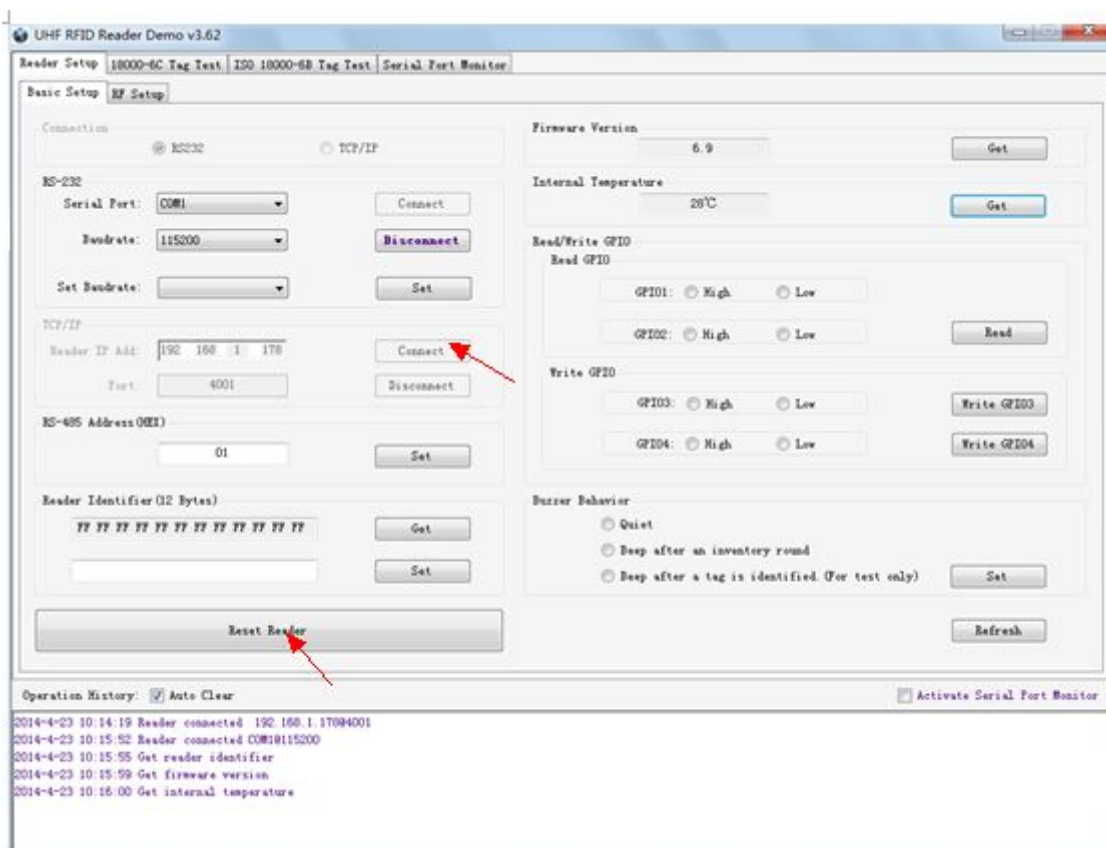 UHF RFID Reader Demo v3.62
Reader Setup 18000-6C Tag Test ISO 18000-6B Tag Test Serial Port Monitor
Basic Setup RF Setup
Connection
RS232 TCP/IP
RS-232
Serial Port: COM1 Connect
Baudrate: 115200 Disconnect
Set Baudrate: Set
TCP/IP
Reader IP Add: 192 168 1 178 Connect
Port: 4001 Disconnect
RS-485 Address(HEX)
01 Set
Reader Identifier(12 Bytes)
FF FF FF FF FF FF FF FF FF FF FF FF Get
Set
Reset Reader
Firmware Version
6.9 Get
Internal Temperature
28℃ Get
Read/Write GPIO
Read GPIO
GPIO1: High Low
GPIO2: High Low Read
Write GPIO
GPIO3: High Low Write GPIO3
GPIO4: High Low Write GPIO4
Buzzer Behavior
Quiet
Beep after an inventory round
Beep after a tag is identified.(For test only) Set
Refresh
Operation History: Auto Clear Activate Serial Port Monitor
2014-4-23 10:14:19 Reader connected 192.168.1.178@4001
2014-4-23 10:15:52 Reader connected COM1@115200
2014-4-23 10:15:55 Get reader identifier
2014-4-23 10:15:59 Get firmware version
2014-4-23 10:16:00 Get internal temperature